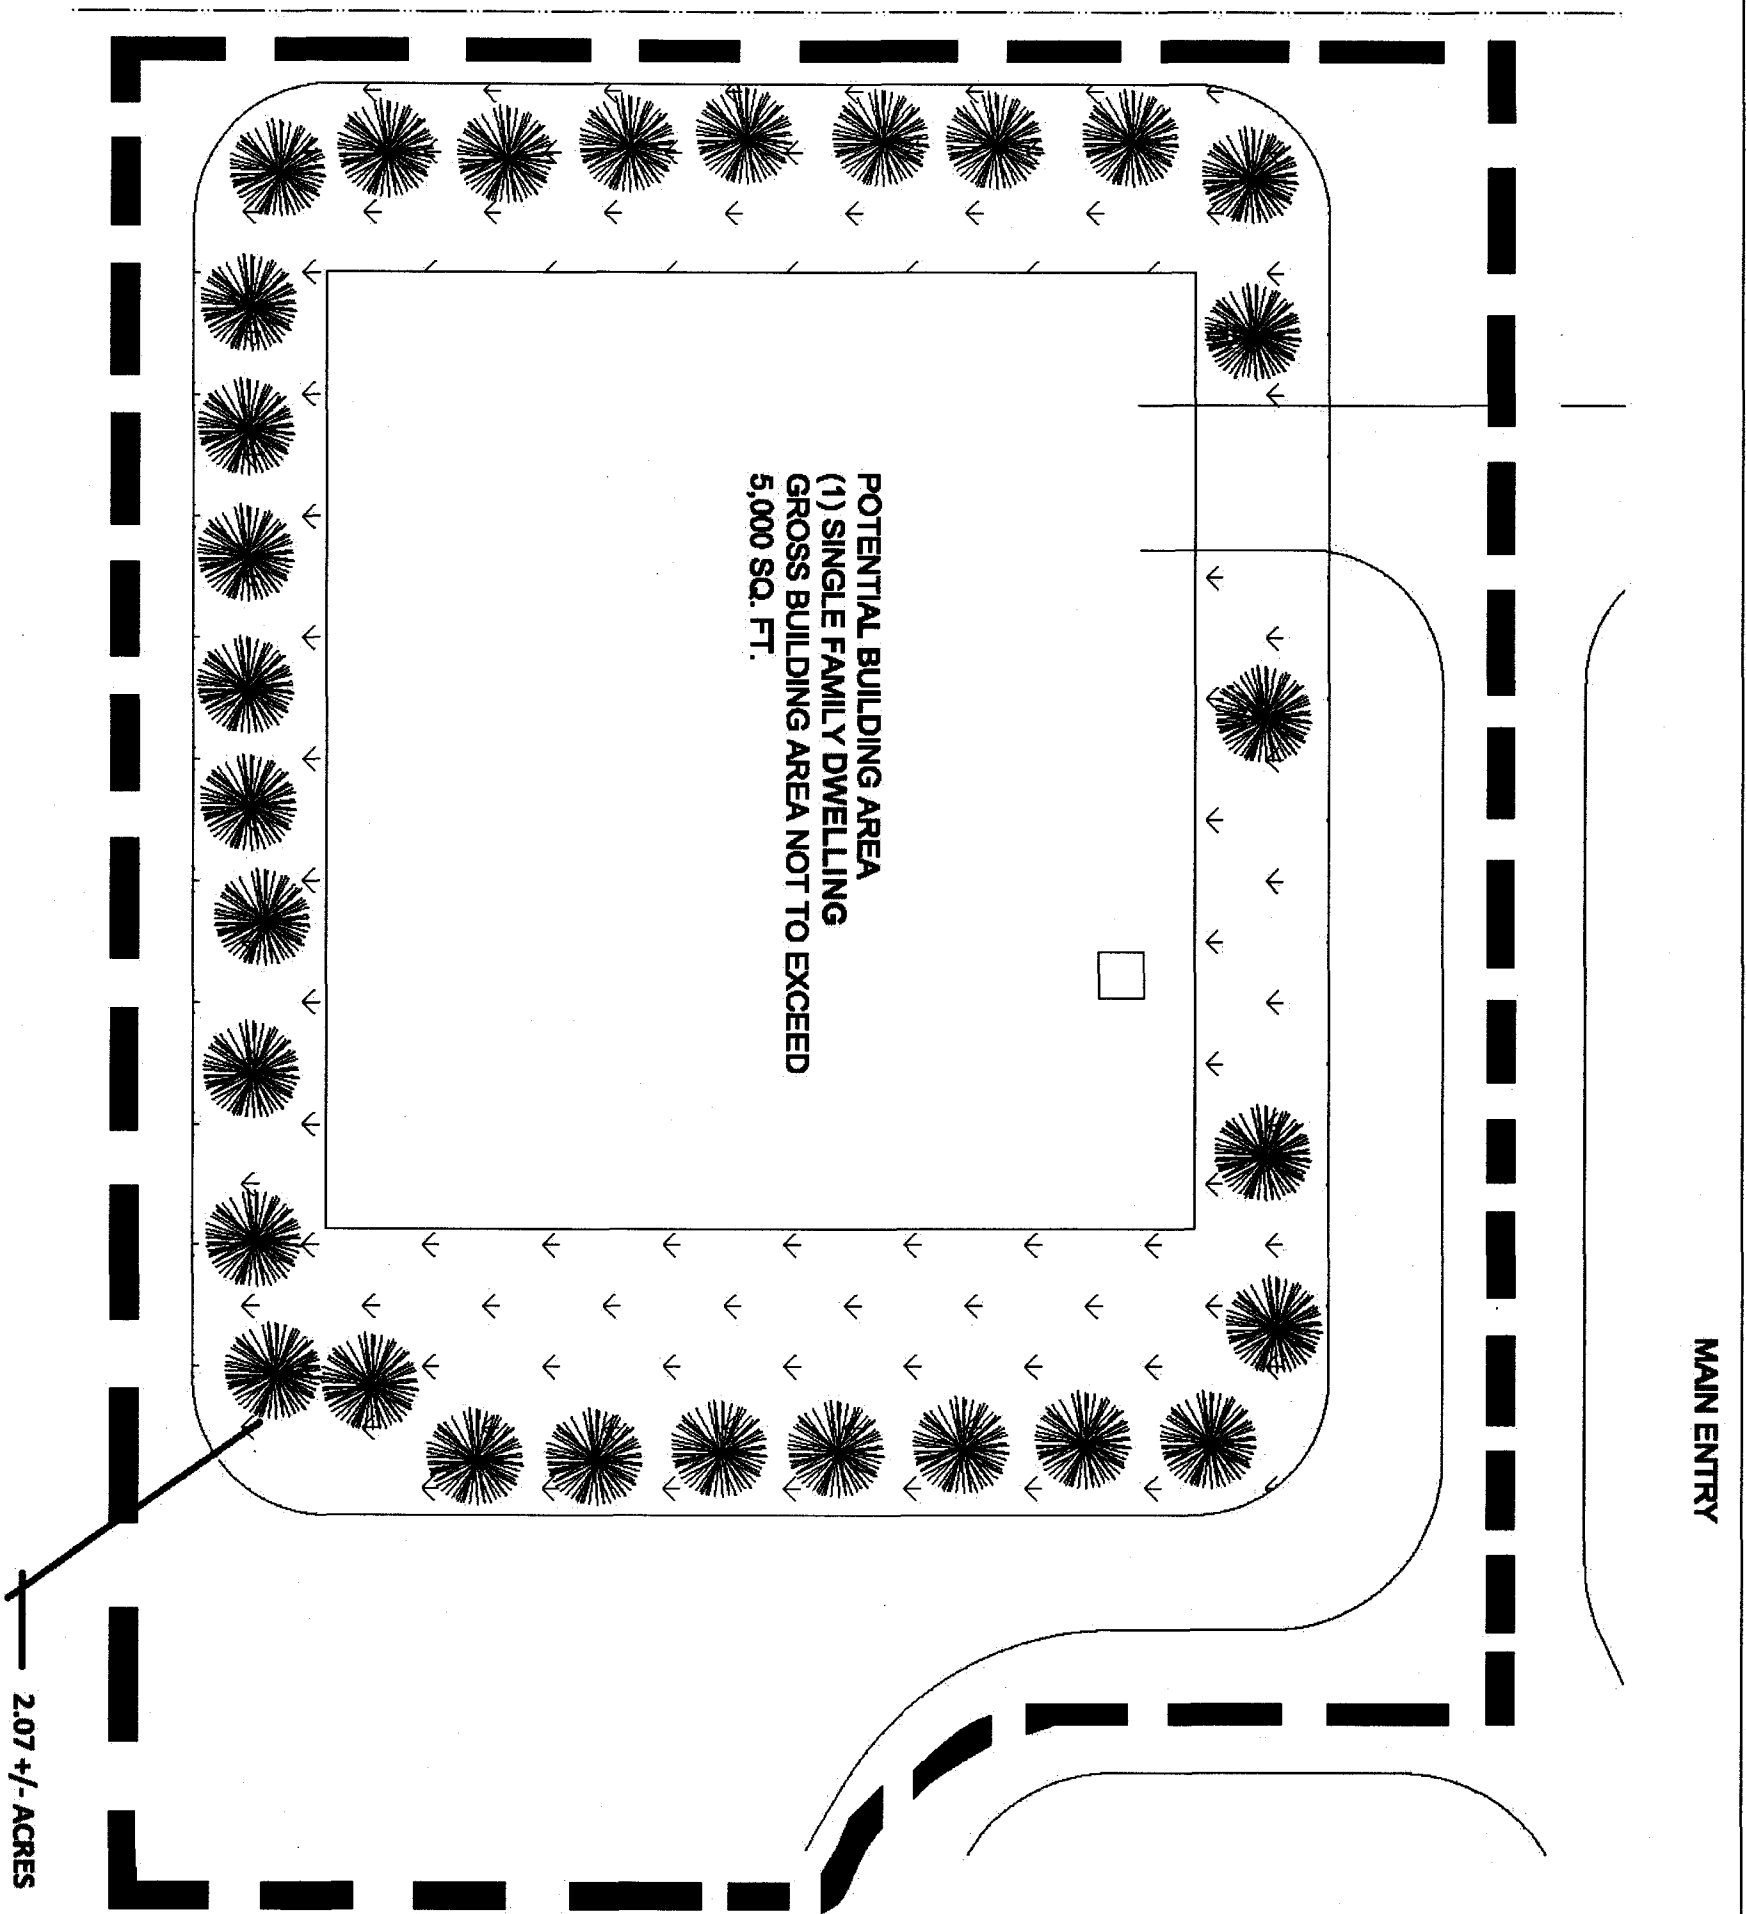 POTENTIAL BUILDING AREA
(1) SINGLE FAMILY DWELLING
GROSS BUILDING AREA NOT TO EXCEED
5,000 SQ. FT.
MAIN ENTRY
2.07 +/- ACRES